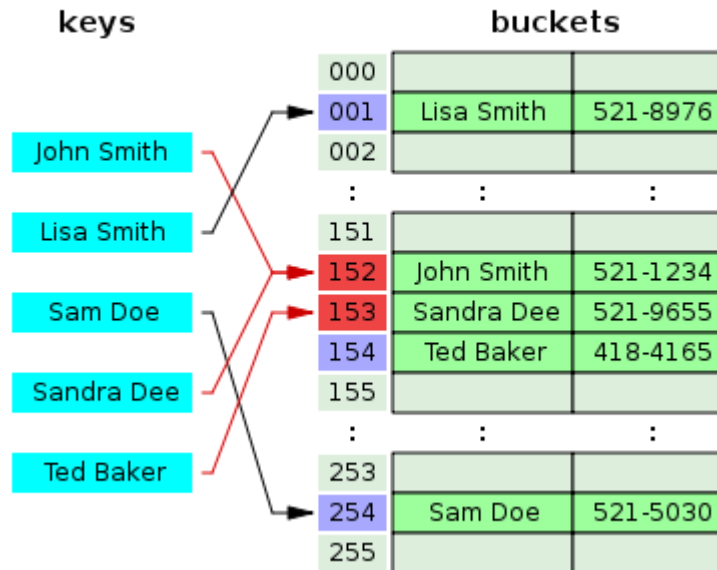 keys
buckets
000
001 Lisa Smith 521-8976
John Smith
002
: : :
Lisa Smith
151
152 John Smith 521-1234
Sam Doe
153 Sandra Dee 521-9655
154 Ted Baker 418-4165
Sandra Dee
155
: : :
Ted Baker
253
254 Sam Doe 521-5030
255